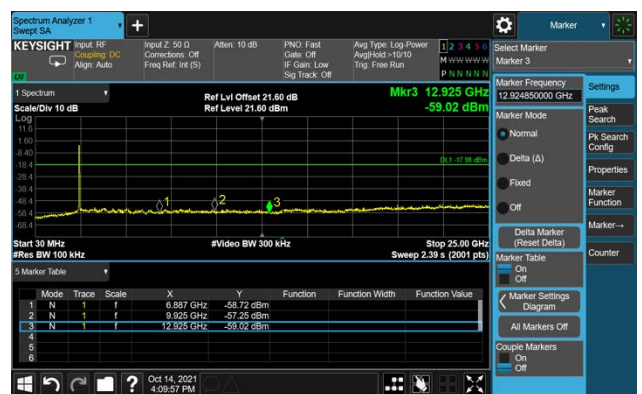 Spectrum Analyzer 1
Swept SA
+
Marker
KEYSIGHT
Input: RF
Coupling: DC
Align: Auto
Input Z: 50 Ω
Corrections: Off
Freq Ref: Int (S)
Atten: 10 dB
PNO: Fast
Gate: Off
IF Gain: Low
Sig Track: Off
Avg Type: Log-Power
Avg|Hold:>10/10
Trig: Free Run
1 2 3 4 5 6
M W W W W W
P N N N N N
Select Marker
Marker 3
LXI
1 Spectrum
Scale/Div 10 dB
Log
Ref Lvl Offset 21.60 dB
Ref Level 21.60 dBm
Mkr3 12.925 GHz
-59.02 dBm
11.6
1.60
-8.40
-18.4
-28.4
-38.4
-48.4
-58.4
-68.4
DL1 -17.98 dBm
1
2
3
Start 30 MHz
#Res BW 100 kHz
#Video BW 300 kHz
Stop 25.00 GHz
Sweep 2.39 s (2001 pts)
5 Marker Table
Mode Trace Scale X Y Function Function Width Function Value
1 N 1 f 6.887 GHz -58.72 dBm
2 N 1 f 9.925 GHz -57.25 dBm
3 N 1 f 12.925 GHz -59.02 dBm
4
5
6
Marker Frequency
12.924850000 GHz
Marker Mode
Normal
Delta (Δ)
Fixed
Off
Delta Marker
(Reset Delta)
Marker Table
On
Off
Marker Settings
Diagram
All Markers Off
Couple Markers
On
Off
Settings
Peak
Search
Pk Search
Config
Properties
Marker
Function
Marker→
Counter
?
Oct 14, 2021
4:09:57 PM